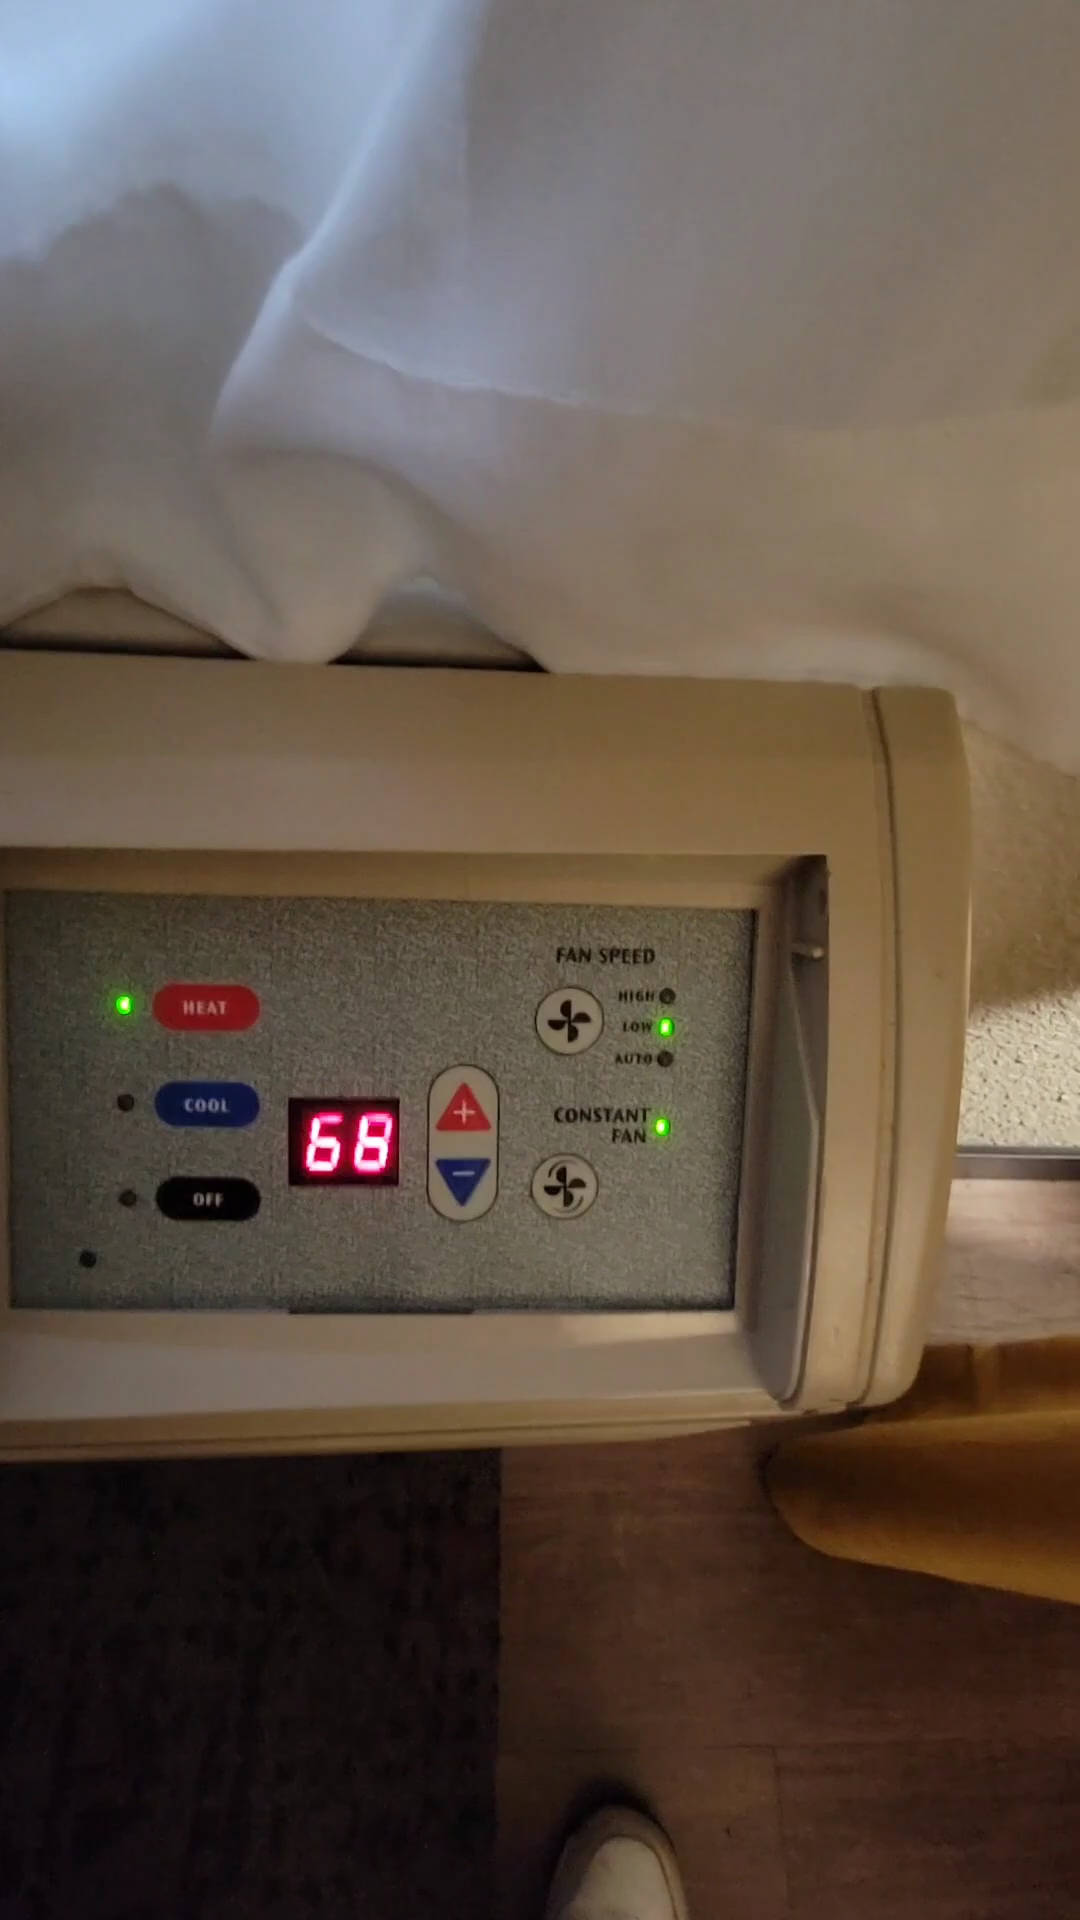 FAN SPEED
HEAT
HIGH
LOW
AUTO
COOL
68
CONSTANT
FAN
OFF